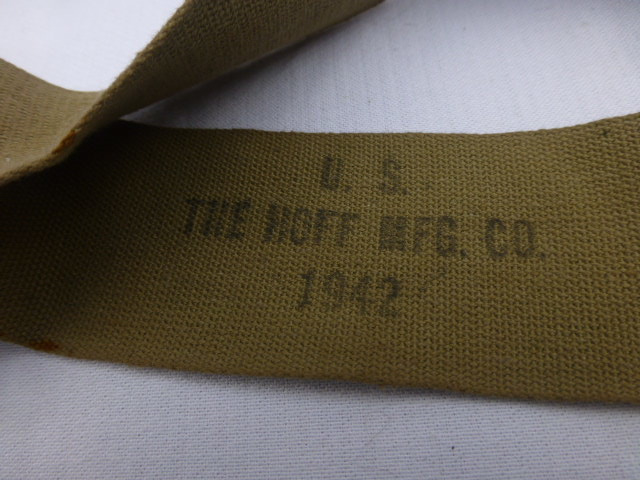 U. S.
THE HOFF MFG. CO.
1942